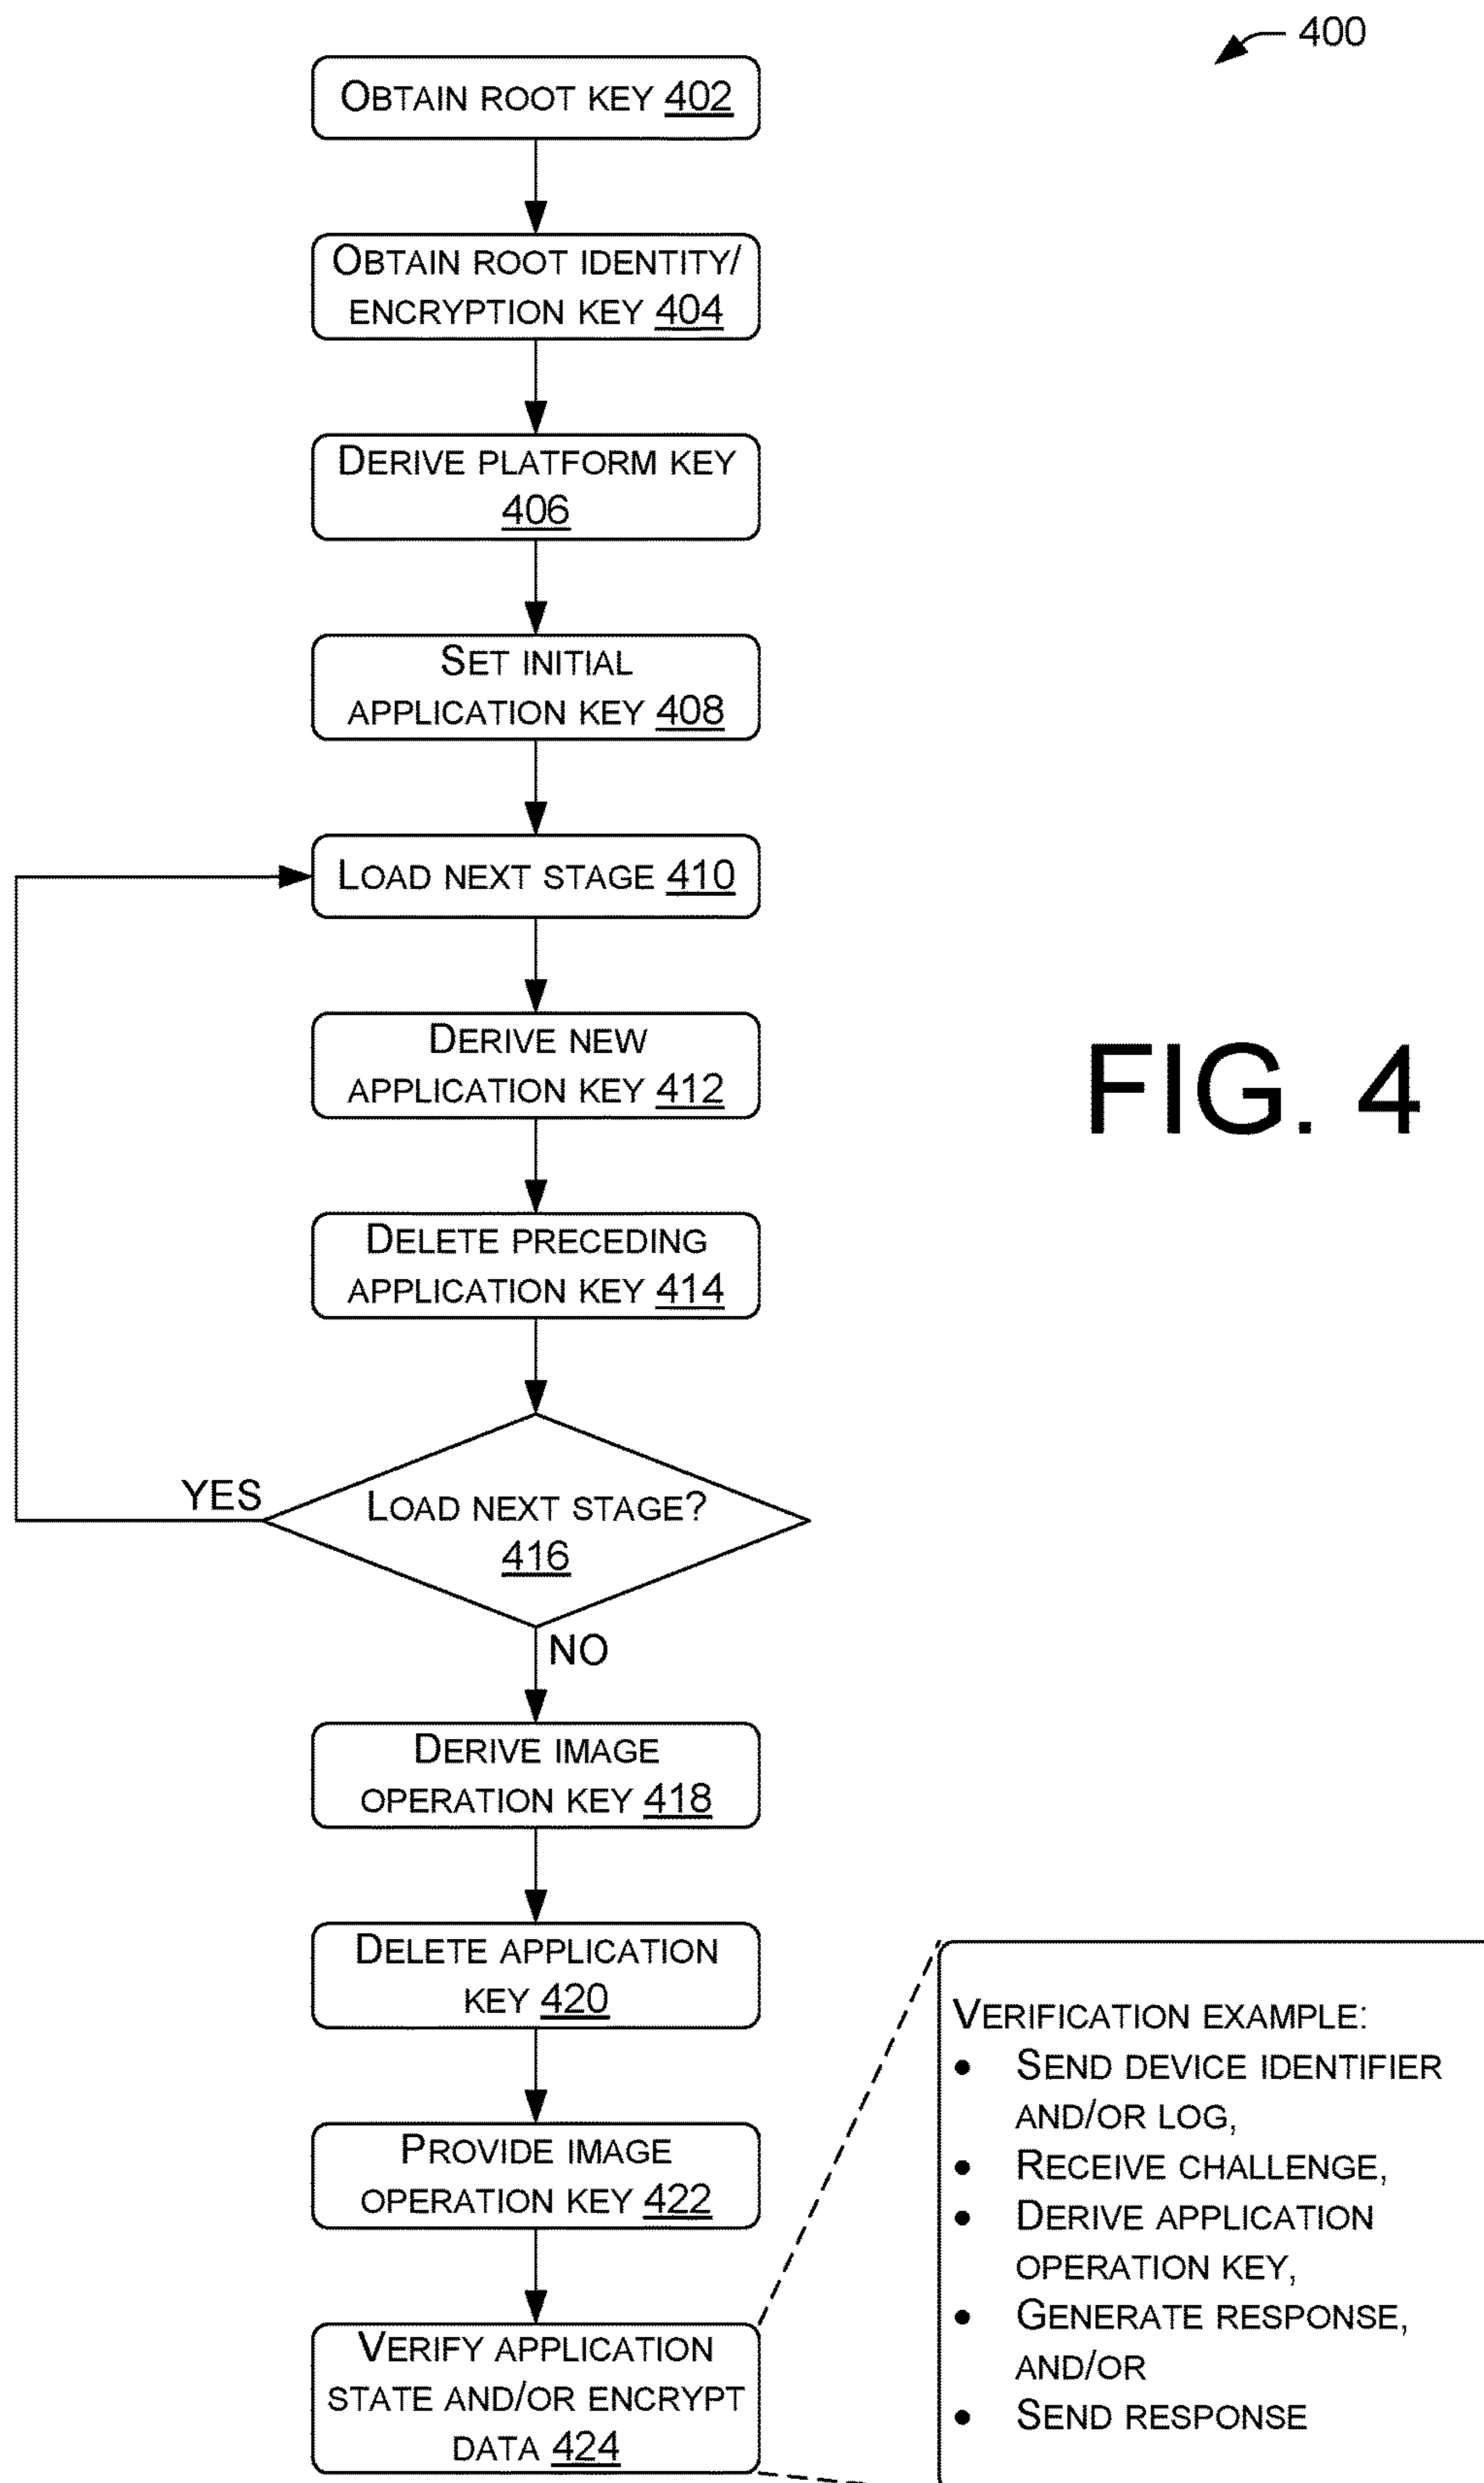 400
OBTAIN ROOT KEY 402
OBTAIN ROOT IDENTITY/
ENCRYPTION KEY 404
DERIVE PLATFORM KEY
406
SET INITIAL
APPLICATION KEY 408
LOAD NEXT STAGE 410
DERIVE NEW
APPLICATION KEY 412
FIG. 4
DELETE PRECEDING
APPLICATION KEY 414
YES
LOAD NEXT STAGE?
416
NO
DERIVE IMAGE
OPERATION KEY 418
DELETE APPLICATION
KEY 420
PROVIDE IMAGE
OPERATION KEY 422
VERIFY APPLICATION
STATE AND/OR ENCRYPT
DATA 424
VERIFICATION EXAMPLE:
• SEND DEVICE IDENTIFIER
AND/OR LOG,
• RECEIVE CHALLENGE,
• DERIVE APPLICATION
OPERATION KEY,
• GENERATE RESPONSE,
AND/OR
• SEND RESPONSE